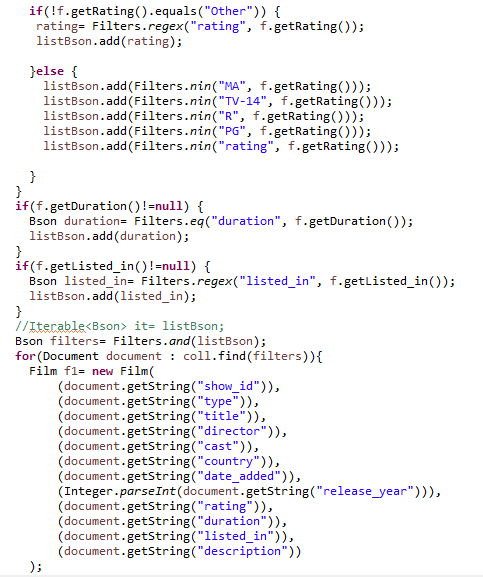 if(!f.getRating().equals("Other")) {
rating= Filters.regex("rating", f.getRating());
listBson.add(rating);
}else {
listBson.add(Filters.nin("MA", f.getRating()));
listBson.add(Filters.nin("TV-14", f.getRating()));
listBson.add(Filters.nin("R", f.getRating()));
listBson.add(Filters.nin("PG", f.getRating()));
listBson.add(Filters.nin("rating", f.getRating()));
}
}
if(f.getDuration()!=null) {
Bson duration= Filters.eq("duration", f.getDuration());
listBson.add(duration);
}
if(f.getListed_in()!=null) {
Bson listed_in= Filters.regex("listed_in", f.getListed_in());
listBson.add(listed_in);
}
//Iterable<Bson> it= listBson;
Bson filters= Filters.and(listBson);
for(Document document : coll.find(filters)){
Film f1= new Film(
(document.getString("show_id")),
(document.getString("type")),
(document.getString("title")),
(document.getString("director")),
(document.getString("cast")),
(document.getString("country")),
(document.getString("date_added")),
(Integer.parseInt(document.getString("release_year"))),
(document.getString("rating")),
(document.getString("duration")),
(document.getString("listed_in")),
(document.getString("description"))
);